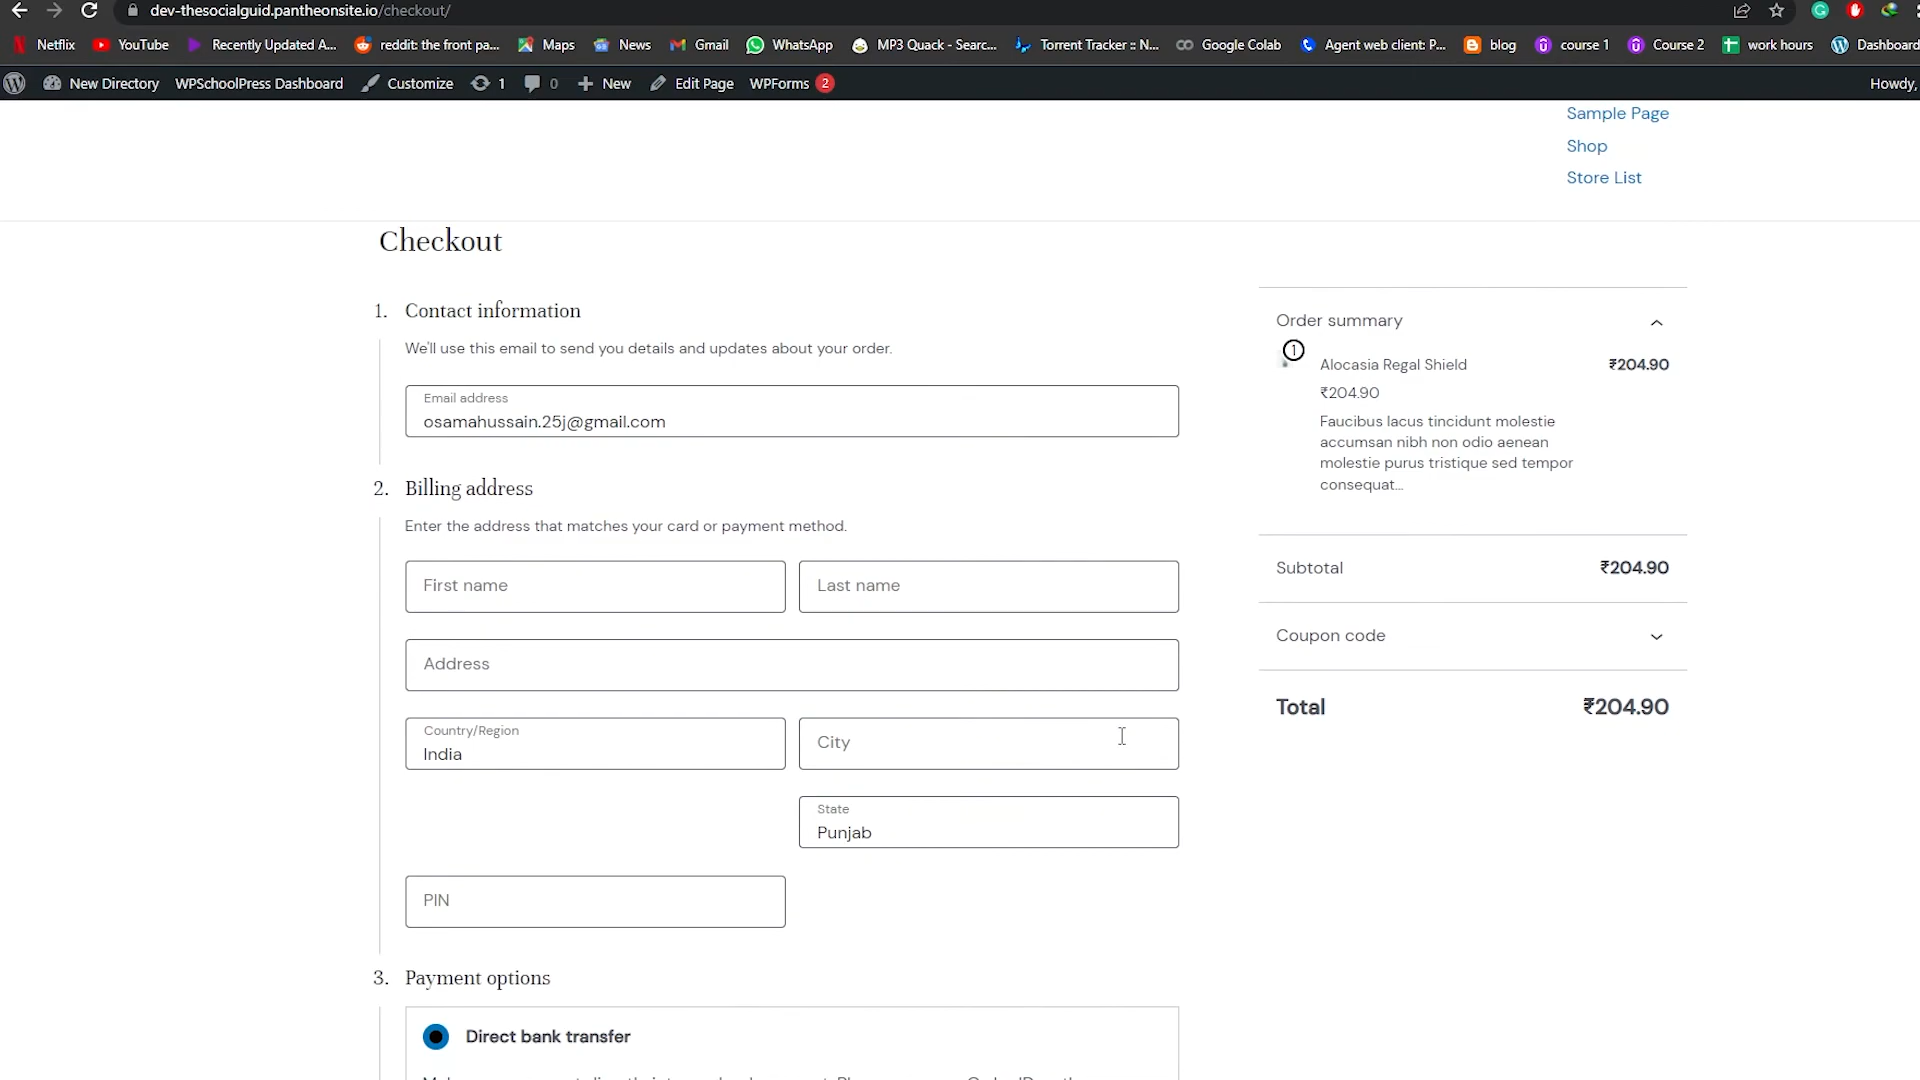 dev-thesocialguid.pantheonsite.io/checkout/
Netflix YouTube Recently Updated A... reddit: the front pa... Maps News Gmail WhatsApp MP3 Quack - Searc... Torrent Tracker :: N... Google Colab Agent web client: P... blog course 1 Course 2 work hours Dashboard
New Directory WPSchoolPress Dashboard Customize 1 0 New Edit Page WPForms 2 Howdy,
Sample Page
Shop
Store List
Checkout
1. Contact information
We'll use this email to send you details and updates about your order.
Email address
osamahussain.25j@gmail.com
2. Billing address
Enter the address that matches your card or payment method.
First name Last name
Address
Country/Region
India
City
State
Punjab
PIN
3. Payment options
Direct bank transfer
Order summary
1
Alocasia Regal Shield ₹204.90
₹204.90
Faucibus lacus tincidunt molestie
accumsan nibh non odio aenean
molestie purus tristique sed tempor
consequat...
Subtotal ₹204.90
Coupon code
Total ₹204.90